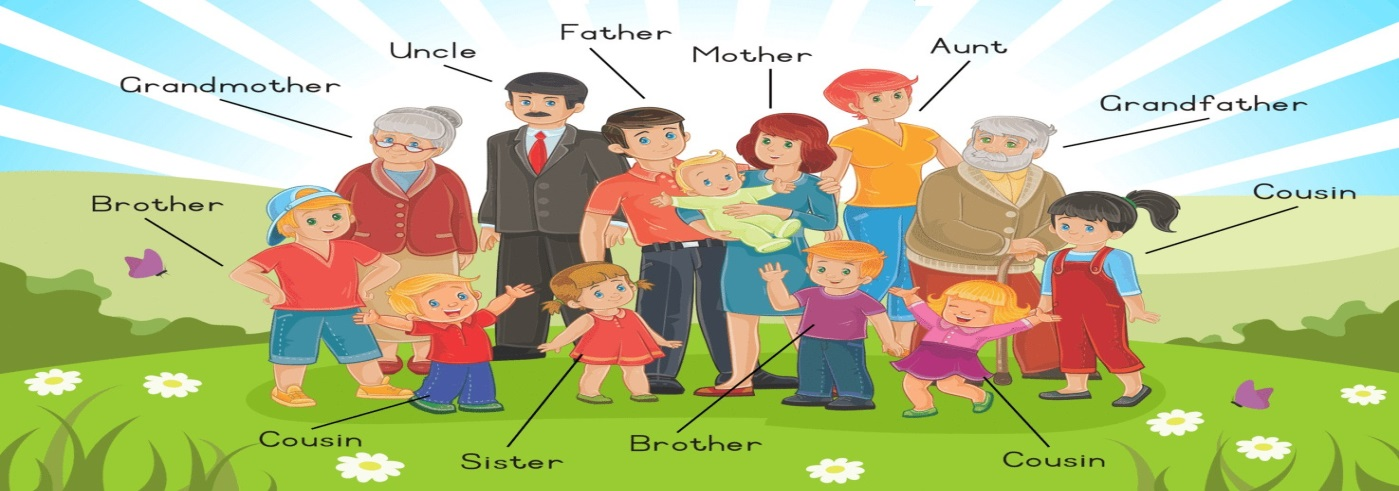 Father
Uncle
Mother
Aunt
Grandmother
Grandfather
Brother
Cousin
Cousin
Sister
Brother
Cousin